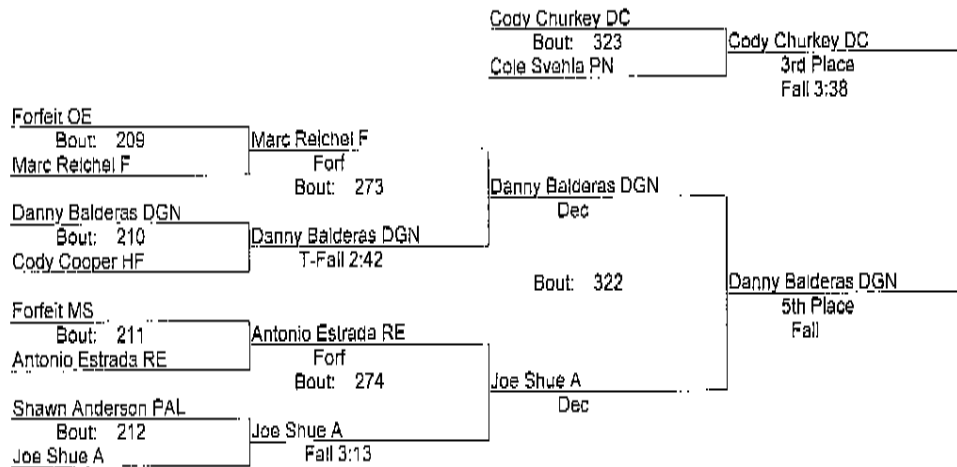 Cody Churkey DC
Bout: 323
Cole Svehla PN
Cody Churkey DC
3rd Place
Fall 3:38
Forfeit OE
Bout: 209
Marc Reichel F
Marc Reichel F
Forf
Bout: 273
Danny Balderas DGN
Bout: 210
Cody Cooper HF
Danny Balderas DGN
T-Fall 2:42
Danny Balderas DGN
Dec
Bout: 322
Forfeit MS
Bout: 211
Antonio Estrada RE
Antonio Estrada RE
Forf
Bout: 274
Shawn Anderson PAL
Bout: 212
Joe Shue A
Joe Shue A
Fall 3:13
Joe Shue A
Dec
Danny Balderas DGN
5th Place
Fall